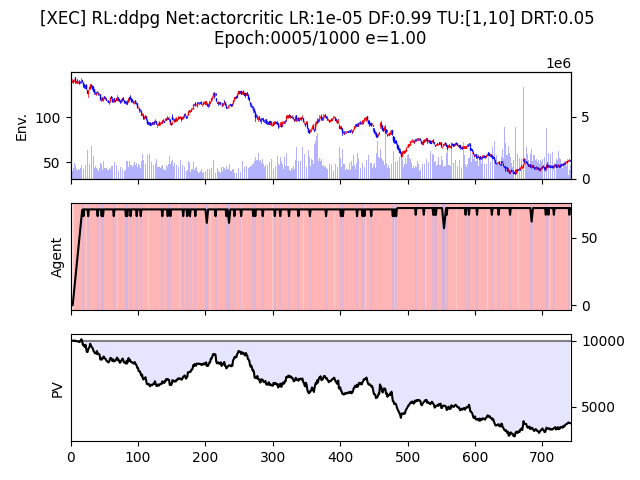 [XEC] RL:ddpg Net:actorcritic LR:1e-05 DF:0.99 TU:[1,10] DRT:0.05
Epoch:0005/1000 e=1.00
1e6
Env.
100
50
5
0
Agent
50
0
PV
10000
5000
0 100 200 300 400 500 600 700